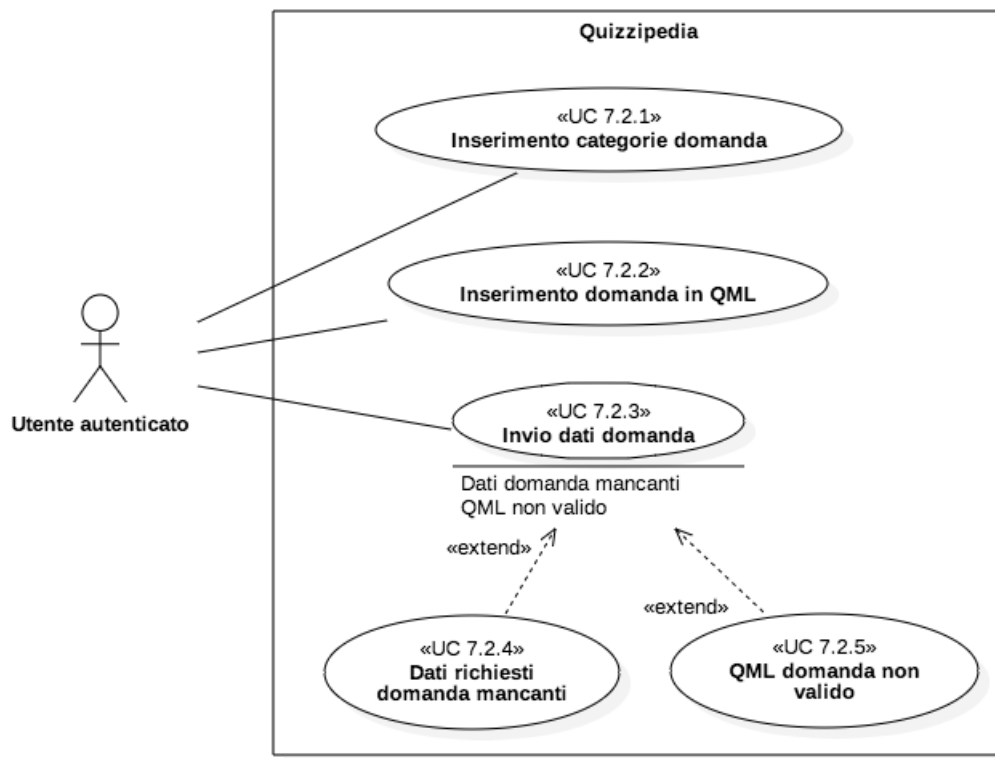 Quizzipedia
«UC 7.2.1»
Inserimento categorie domanda
«UC 7.2.2»
Inserimento domanda in QML
Utente autenticato
«UC 7.2.3»
Invio dati domanda
Dati domanda mancanti
QML non valido
«extend»
«extend»
«UC 7.2.4»
Dati richiesti
domanda mancanti
«UC 7.2.5»
QML domanda non
valido